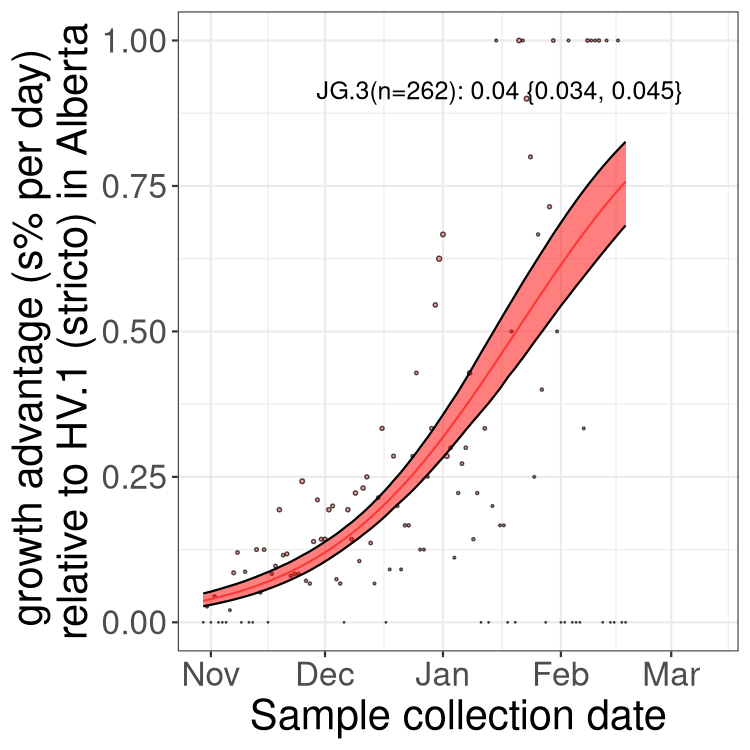 growth advantage (s% per day)
relative to HV.1 (stricto) in Alberta
1.00
JG.3(n=262): 0.04 {0.034, 0.045}
0.75
0.50
0.25
0.00
Nov Dec Jan Feb Mar
Sample collection date